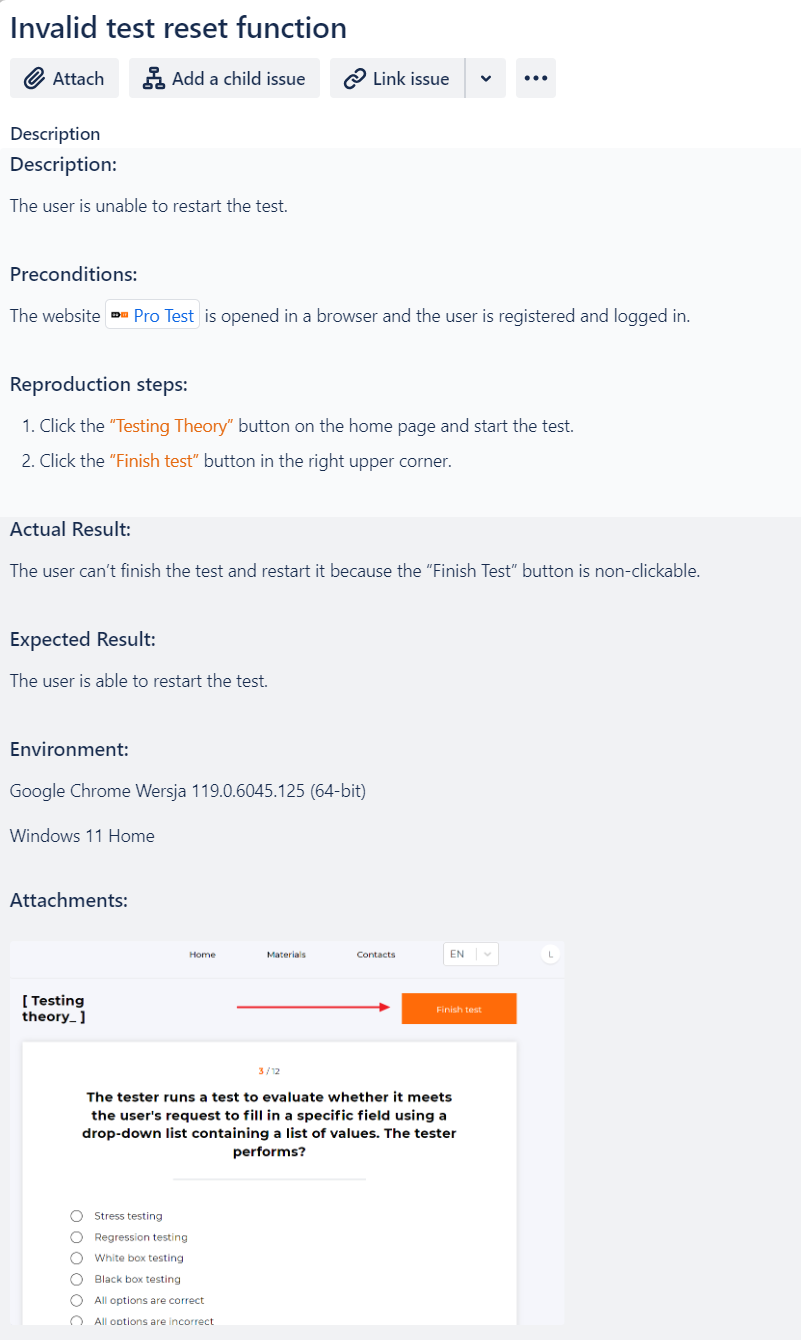 Invalid test reset function
Attach
Add a child issue
Link issue
Description
Description:
The user is unable to restart the test.
Preconditions:
The website Pro Test is opened in a browser and the user is registered and logged in.
Reproduction steps:
1. Click the “Testing Theory” button on the home page and start the test.
2. Click the “Finish test” button in the right upper corner.
Actual Result:
The user can’t finish the test and restart it because the “Finish Test” button is non-clickable.
Expected Result:
The user is able to restart the test.
Environment:
Google Chrome Wersja 119.0.6045.125 (64-bit)
Windows 11 Home
Attachments:
Home Materials Contacts EN L
[ Testing
theory_ ]
Finish test
3 / 12
The tester runs a test to evaluate whether it meets
the user's request to fill in a specific field using a
drop-down list containing a list of values. The tester
performs?
Stress testing
Regression testing
White box testing
Black box testing
All options are correct
All options are incorrect